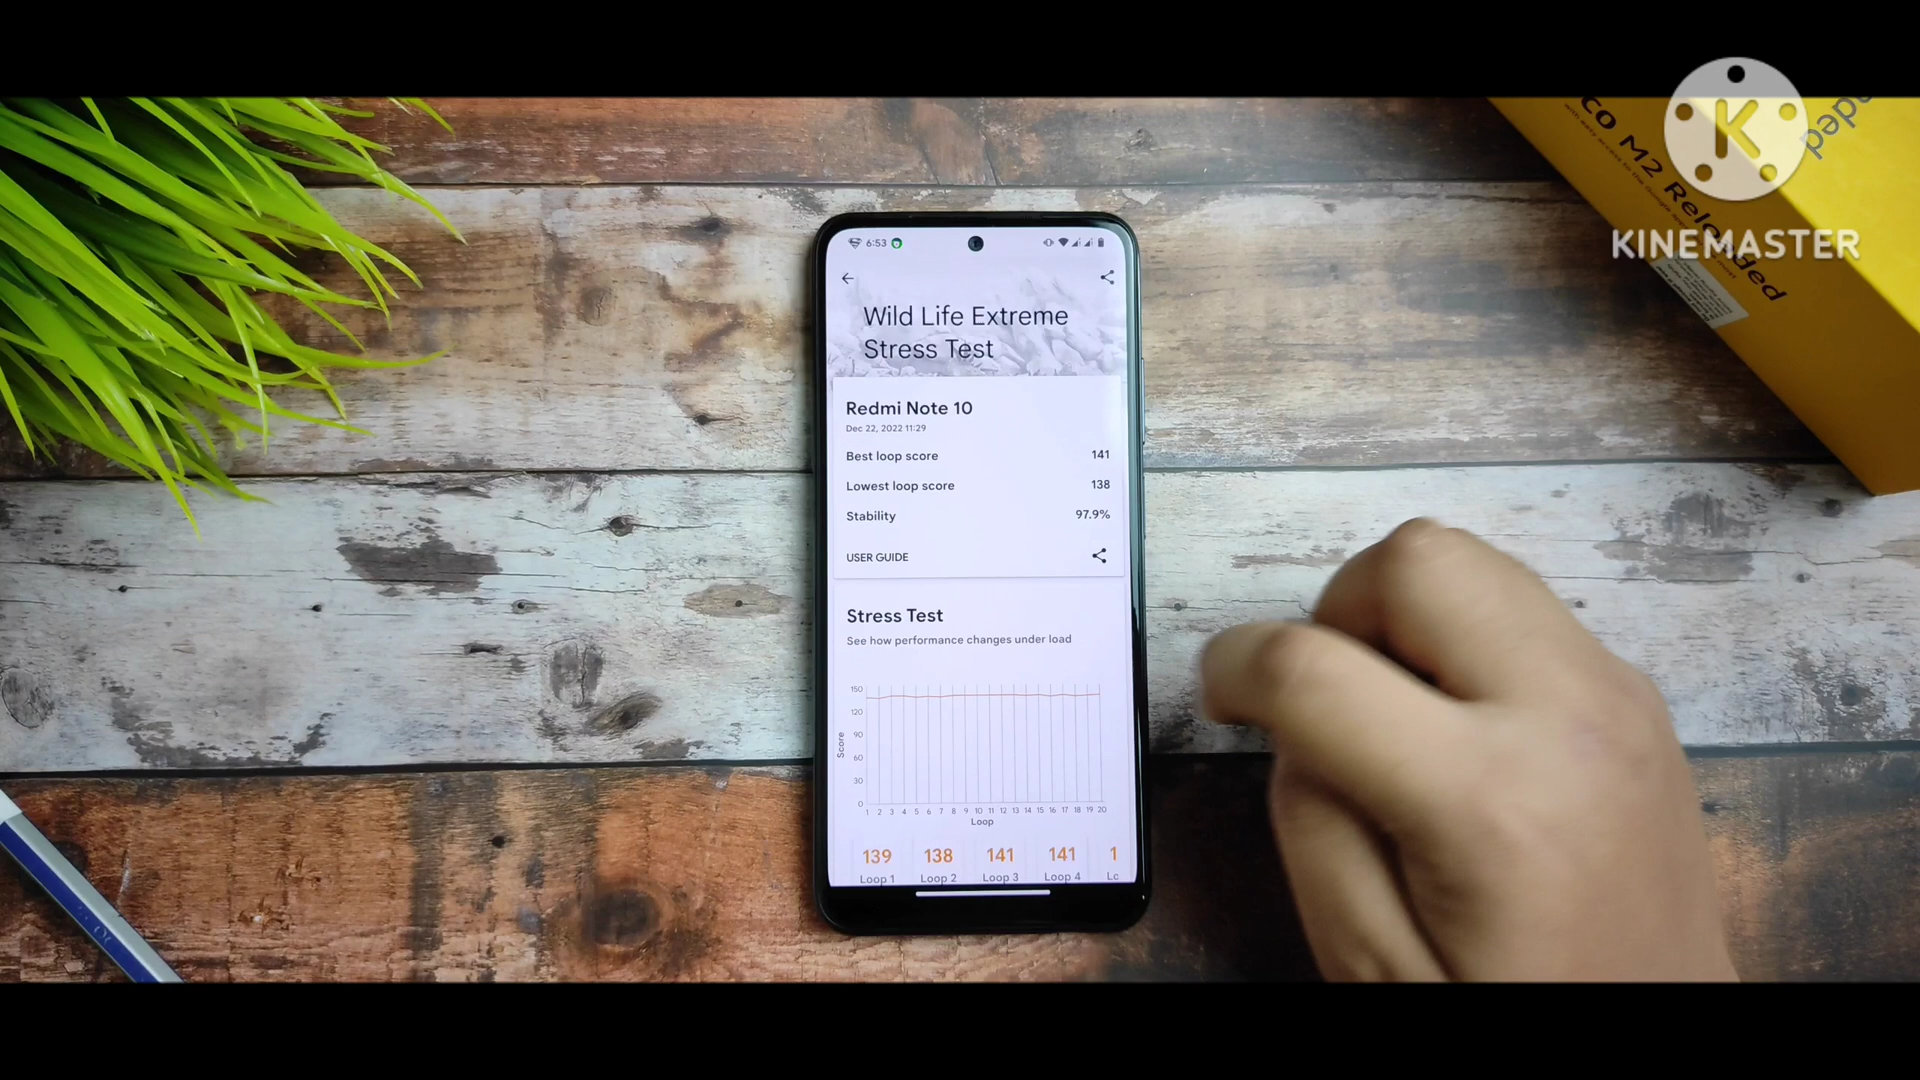 KINEMASTER
co M2 Reloaded
ded
6:53
Wild Life Extreme
Stress Test
Redmi Note 10
Dec 22, 2022 11:29
Best loop score 141
Lowest loop score 138
Stability 97.9%
USER GUIDE
Stress Test
See how performance changes under load
Score
150
120
90
60
30
0
1 2 3 4 5 6 7 8 9 10 11 12 13 14 15 16 17 18 19 20
Loop
139 138 141 141 1
Loop 1 Loop 2 Loop 3 Loop 4 Lo